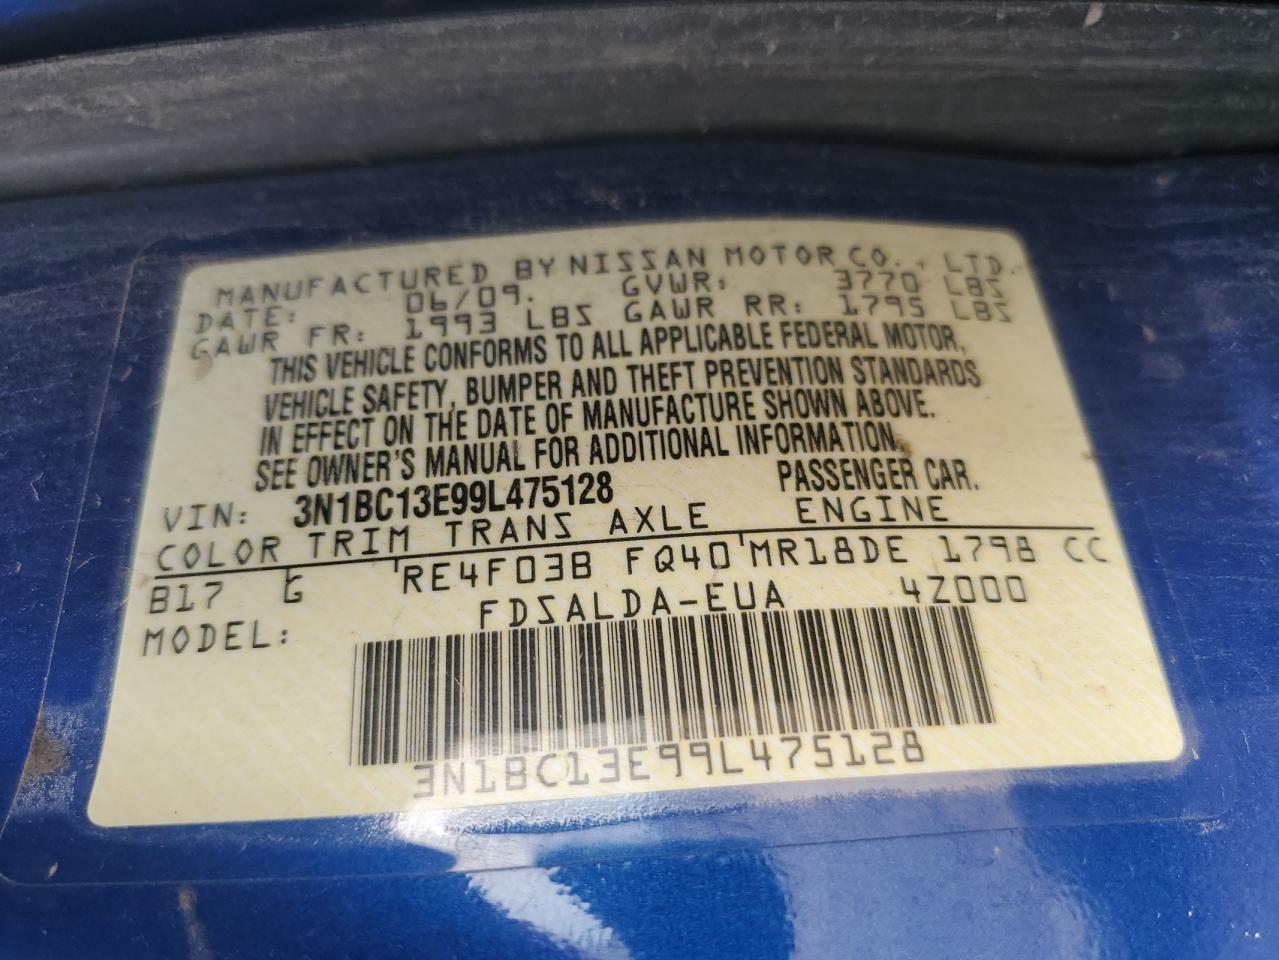 MANUFACTURED BY NISSAN MOTOR CO., LTD.
DATE: 06/09. GVWR: 3770 LBS
GAWR FR: 1993 LBS GAWR RR: 1795 LBS
THIS VEHICLE CONFORMS TO ALL APPLICABLE FEDERAL MOTOR,
VEHICLE SAFETY, BUMPER AND THEFT PREVENTION STANDARDS
IN EFFECT ON THE DATE OF MANUFACTURE SHOWN ABOVE.
SEE OWNER'S MANUAL FOR ADDITIONAL INFORMATION.
VIN: 3N1BC13E99L475128 PASSENGER CAR.
COLOR TRIM TRANS AXLE ENGINE
B17 G RE4F03B FQ40 MR18DE 1798 CC
MODEL: FDSALDA-EUA 4Z000
3N1BC13E99L475128